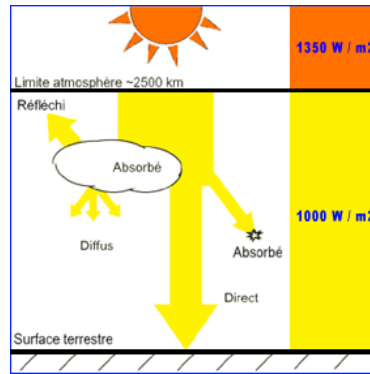 1350 W / m2
Limite atmosphère ~2500 km
Réfléchi
Absorbé
1000 W / m2
Diffus
Absorbé
Direct
Surface terrestre